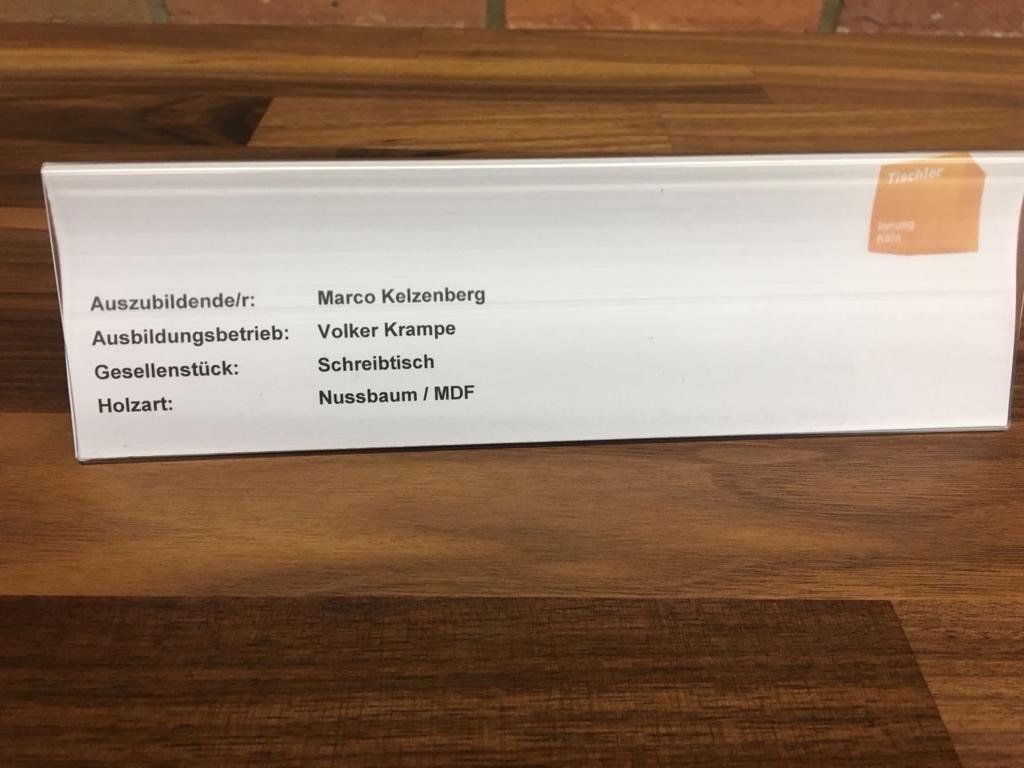 Tischler
Innung
Köln
Auszubildende/r: Marco Kelzenberg
Ausbildungsbetrieb: Volker Krampe
Gesellenstück: Schreibtisch
Holzart: Nussbaum / MDF